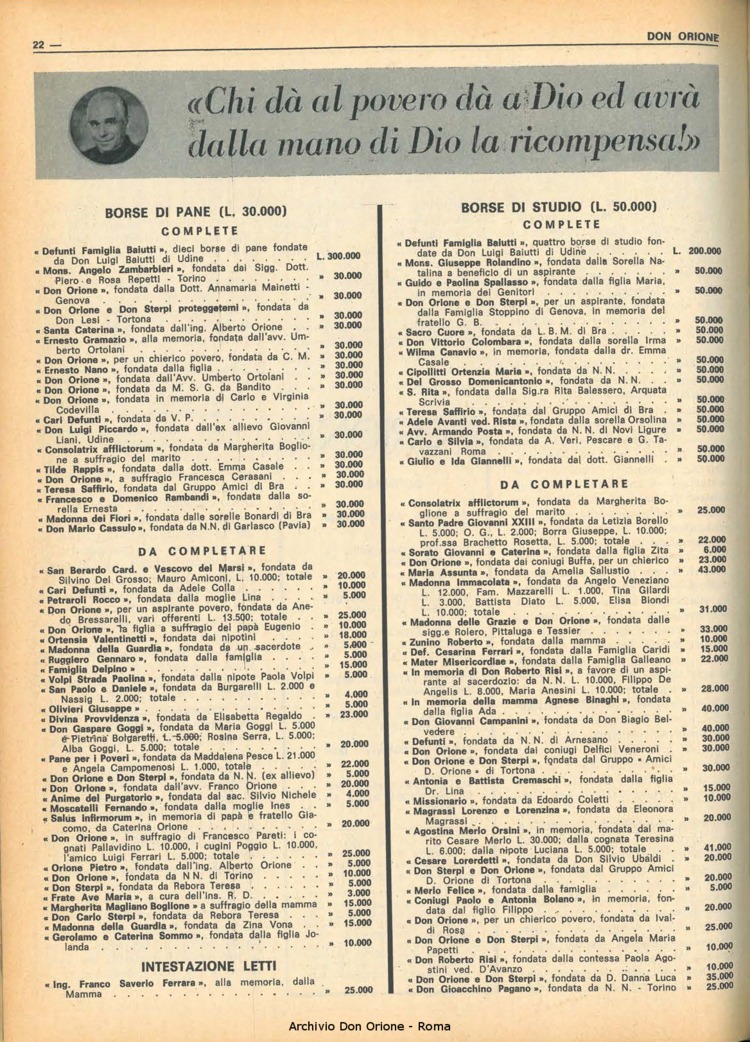 22 —
DON ORIONE
«Chi dà al povero dà a Dio ed avrà
dalla mano di Dio la ricompensa!»
BORSE DI PANE (L. 30.000)
COMPLETE
« Defunti Famiglia Baiutti », dieci borse di pane fondate
da Don Luigi Baiutti di Udine . . . . . . L. 300.000
« Mons. Angelo Zambarbieri », fondata dai Sigg. Dott.
Piero e Rosa Repetti - Torino . . . . . . » 30.000
« Don Orione », fondata dalla Dott. Annamaria Mainetti -
Genova . . . . . . » 30.000
« Don Orione e Don Sterpi proteggetemi », fondata da
Don Lesi - Tortona . . . . . . » 30.000
« Santa Caterina », fondata dall'ing. Alberto Orione . . » 30.000
« Ernesto Gramazio », alla memoria, fondata dall'avv. Um-
berto Ortolani . . . . . . » 30.000
« Don Orione », per un chierico povero, fondata da C. M. » 30.000
« Ernesto Nano », fondata dalla figlia . . . . . . » 30.000
« Don Orione », fondata dall'Avv. Umberto Ortolani . . » 30.000
« Don Orione », fondata da M. S. G. da Bandito . . . » 30.000
« Don Orione », fondata in memoria di Carlo e Virginia
Codevilla . . . . . . » 30.000
« Cari Defunti », fondata da V. P. . . . . . . » 30.000
« Don Luigi Piccardo », fondata dall'ex allievo Giovanni
Liani, Udine . . . . . . » 30.000
« Consolatrix afflictorum », fondata da Margherita Boglio-
ne a suffragio del marito . . . . . . » 30.000
« Tilde Rappis », fondata dalla dott. Emma Casale . . . » 30.000
« Don Orione », a suffragio Francesca Cerasani . . . » 30.000
« Teresa Saffirio, fondata dal Gruppo Amici di Bra . . » 30.000
« Francesco e Domenico Rambandi », fondata dalla so-
rella Ernesta . . . . . . » 30.000
« Madonna dei Fiori », fondata dalle sorelle Bonardi di Bra » 30.000
« Don Mario Cassulo », fondata da N.N. di Garlasco (Pavia) » 30.000
DA COMPLETARE
« San Berardo Card. e Vescovo dei Marsi », fondata da
Silvino Del Grosso; Mauro Amiconi, L. 10.000; totale » 20.000
« Cari Defunti », fondata da Adele Colla . . . . . . » 10.000
« Petraroli Rocco », fondata dalla moglie Lina . . . » 5.000
« Don Orione », per un aspirante povero, fondata da Ane-
do Bressarelli, vari offerenti L. 13.500; totale . . » 25.000
« Don Orione », la figlia a suffragio del papà Eugenio . » 10.000
« Ortensia Valentinetti », fondata dai nipotini . . . » 18.000
« Madonna della Guardia », fondata da un sacerdote . » 5.000
« Ruggiero Gennaro », fondata dalla famiglia . . . » 5.000
« Famiglia Delpino » . . . . . . » 15.000
« Volpi Strada Paolina », fondata dalla nipote Paola Volpi » 5.000
« San Paolo e Daniele », fondata da Burgarelli L. 2.000 e
Nassig L. 2.000; totale . . . . . . » 4.000
« Olivieri Giuseppe » . . . . . . » 5.000
« Divina Provvidenza », fondata da Elisabetta Regaldo . » 23.000
« Don Gaspare Goggi », fondata da Maria Goggi L. 5.000
e Pietrina Bolgaretti, L. 5.000; Rosina Serra, L. 5.000;
Alba Goggi, L. 5.000; totale . . . . . . » 20.000
« Pane per i Poveri », fondata da Maddalena Pesce L. 21.000
e Angela Campomenosi L. 1.000, totale . . . » 22.000
« Don Orione e Don Sterpi », fondata da N. N. (ex allievo) » 5.000
« Don Orione », fondata dall'avv. Franco Orione . . . » 20.000
« Anime del Purgatorio », fondata dal sac. Silvio Nichele » 4.000
« Moscatelli Fernando », fondata dalla moglie Ines . . » 5.000
« Salus Infirmorum », in memoria di papà e fratello Gia-
como, da Caterina Orione . . . . . . » 20.000
« Don Orione », in suffragio di Francesco Pareti: i co-
gnati Pallavidino L. 10.000, i cugini Poggio L. 10.000,
l'amico Luigi Ferrari L. 5.000; totale . . . » 25.000
« Orione Pietro », fondata dall'ing. Alberto Orione . . » 5.000
« Don Orione », fondata da N.N. di Torino . . . » 10.000
« Don Sterpi », fondata da Rebora Teresa . . . » 5.000
« Frate Ave Maria », a cura dell'ins. R. D. . . . » 3.000
« Margherita Magliano Boglione » a suffragio della mamma » 15.000
« Don Carlo Sterpi », fondata da Rebora Teresa . . . » 5.000
« Madonna della Guardia », fondata da Zina Vona . . » 15.000
« Gerolamo e Caterina Sommo », fondata dalla figlia Jo-
landa . . . . . . » 10.000
INTESTAZIONE LETTI
« Ing. Franco Saverio Ferrara », alla memoria, dalla
Mamma . . . . . . » 25.000
BORSE DI STUDIO (L. 50.000)
COMPLETE
« Defunti Famiglia Baiutti », quattro borse di studio fon-
date da Don Luigi Baiutti di Udine . . . . . . L. 200.000
« Mons. Giuseppe Rolandino », fondata dalla Sorella Na-
talina a beneficio di un aspirante . . . . . . » 50.000
« Guido e Paolina Spallasso », fondata dalla figlia Maria,
in memoria dei Genitori . . . . . . » 50.000
« Don Orione e Don Sterpi », per un aspirante, fondata
dalla Famiglia Stoppino di Genova, in memoria del
fratello G. B. . . . . . . » 50.000
« Sacro Cuore », fondata da L. B. M. di Bra . . . » 50.000
« Don Vittorio Colombara », fondata dalla sorella Irma » 50.000
« Wilma Canavio », in memoria, fondata dalla dr. Emma
Casale . . . . . . » 50.000
« Cipollitti Ortenzia Maria », fondata da N. N. . . . » 50.000
« Del Grosso Domenicantonio », fondata da N. N. . . » 50.000
« S. Rita », fondata dalla Sig.ra Rita Balessero, Arquata
Scrivia . . . . . . » 50.000
« Teresa Saffirio », fondata dal Gruppo Amici di Bra . » 50.000
« Adele Avanti ved. Rista », fondata dalla sorella Orsolina » 50.000
« Avv. Armando Posta », fondata da N. N. di Novi Ligure » 50.000
« Carlo e Silvia », fondata da A. Veri, Pescare e G. Ta-
vazzani Roma . . . . . . » 50.000
« Giulio e Ida Giannelli », fondata dal dott. Giannelli . » 50.000
DA COMPLETARE
« Consolatrix afflictorum », fondata da Margherita Bo-
glione a suffragio del marito . . . . . . » 25.000
« Santo Padre Giovanni XXIII », fondata da Letizia Borello
L. 5.000; O. G., L. 2.000; Borra Giuseppe, L. 10.000;
prof.ssa Brachetto Rosetta, L. 5.000; totale . . . » 22.000
« Sorato Giovanni e Caterina », fondata dalla figlia Zita » 6.000
« Don Orione », fondata dai coniugi Buffa, per un chierico » 23.000
« Maria Assunta », fondata da Amelia Sallustio . . . » 43.000
« Madonna Immacolata », fondata da Angelo Veneziano
L. 12.000, Fam. Mazzarelli L. 1.000, Tina Gilardi
L. 3.000, Battista Diato L. 5.000, Elisa Biondi
L. 10.000; totale . . . . . . » 31.000
« Madonna delle Grazie e Don Orione », fondata dalle
sigg.e Rolero, Pittaluga e Tessier . . . . . . » 33.000
« Zunino Roberto », fondata dalla mamma . . . » 10.000
« Def. Cesarina Ferrari », fondata dalla Famiglia Caridi » 15.000
« Mater Misericordiae », fondata dalla Famiglia Galleano » 22.000
« In memoria di Don Roberto Risi », a favore di un aspi-
rante al sacerdozio: da N. N. L. 10.000, Filippo De
Angelis L. 8.000, Maria Anesini L. 10.000; totale . » 28.000
« In memoria della mamma Agnese Binaghi », fondata
dalla figlia Ada . . . . . . » 40.000
« Don Giovanni Campanini », fondata da Don Biagio Bel-
vedere . . . . . . » 40.000
« Defunti », fondata da N. N. di Arnesano . . . » 30.000
« Don Orione », fondata dai coniugi Delfici Veneroni . » 30.000
« Don Orione e Don Sterpi », fondata dal Gruppo « Amici
D. Orione » di Tortona . . . . . . » 30.000
« Antonia e Battista Cremaschi », fondata dalla figlia
Dr. Lina . . . . . . » 15.000
« Missionario », fondata da Edoardo Coletti . . . » 10.000
« Magrassi Lorenzo e Lorenzina », fondata da Eleonora
Magrassi . . . . . . » 20.000
« Agostina Merlo Orsini », in memoria, fondata dal ma-
rito Cesare Merlo L. 30.000; dalla cognata Teresina
L. 6.000; dalla nipote Luciana L. 5.000; totale . » 41.000
« Cesare Lorerdetti », fondata da Don Silvio Ubaldi . » 20.000
« Don Sterpi e Don Orione », fondata dal Gruppo Amici
D. Orione di Tortona . . . . . . » 20.000
« Merlo Felice », fondata dalla famiglia . . . » 5.000
« Coniugi Paolo e Antonia Bolano », in memoria, fon-
data dal figlio Filippo . . . . . . » 20.000
« Don Orione », per un chierico povero, fondata da Ival-
di Rosa . . . . . . » 25.000
« Don Orione e Don Sterpi », fondata da Angela Maria
Papetti . . . . . . » 10.000
« Don Roberto Risi », fondata dalla contessa Paola Ago-
stini ved. D'Avanzo . . . . . . » 10.000
« Don Orione e Don Sterpi », fondata da D. Danna Luca » 35.000
« Don Gioacchino Pagano », fondata da N. N. - Torino » 25.000
Archivio Don Orione - Roma